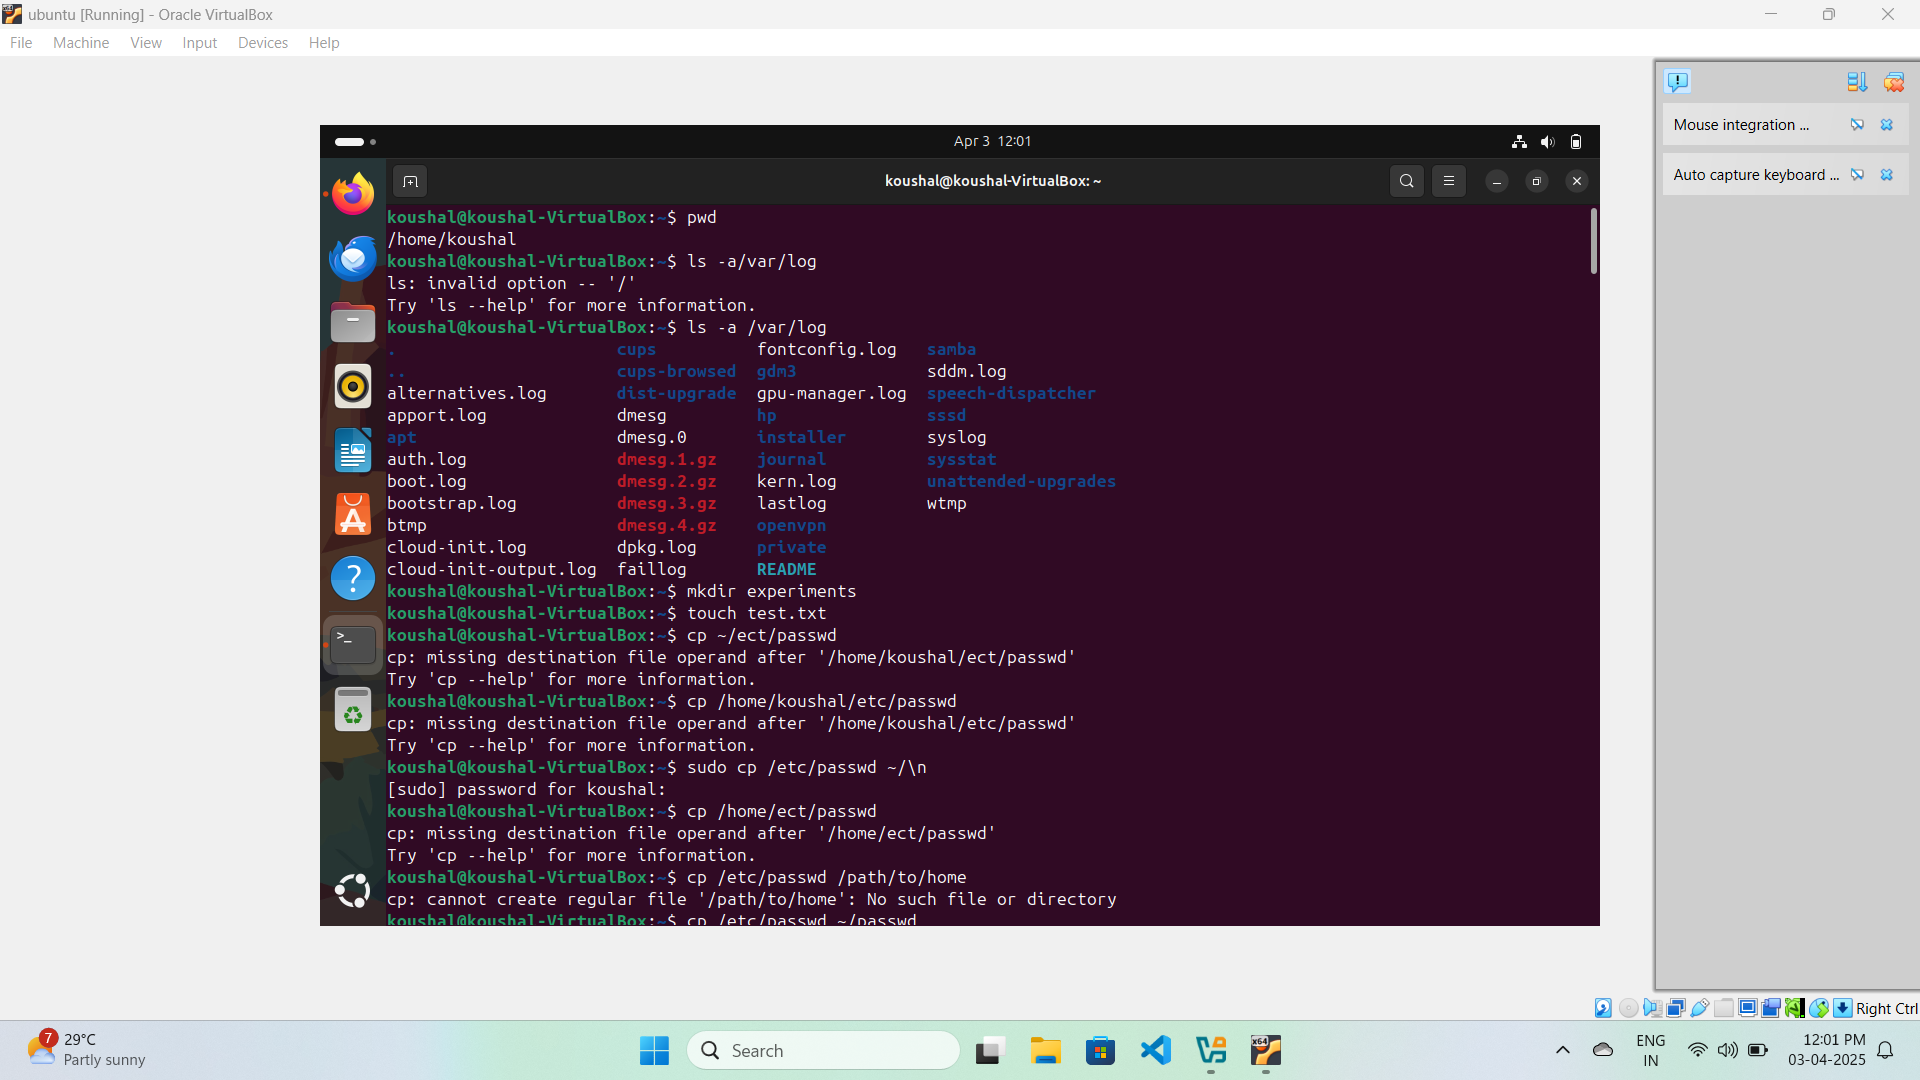 ubuntu [Running] - Oracle VirtualBox
File Machine View Input Devices Help
Mouse integration ...
Auto capture keyboard ...
Apr 3 12:01
koshal@koushal-VirtualBox: ~
koushal@koushal-VirtualBox:~$ pwd
/home/koushal
koushal@koushal-VirtualBox:~$ ls -a/var/log
ls: invalid option -- '/'
Try 'ls --help' for more information.
koushal@koushal-VirtualBox:~$ ls -a /var/log
. cups fontconfig.log samba
.. cups-browsed gdm3 sddm.log
alternatives.log dist-upgrade gpu-manager.log speech-dispatcher
apport.log dmesg hp sssd
apt dmesg.0 installer syslog
auth.log dmesg.1.gz journal sysstat
boot.log dmesg.2.gz kern.log unattended-upgrades
bootstrap.log dmesg.3.gz lastlog wtmp
btmp dmesg.4.gz openvpn
cloud-init.log dpkg.log private
cloud-init-output.log faillog README
koushal@koushal-VirtualBox:~$ mkdir experiments
koushal@koushal-VirtualBox:~$ touch test.txt
koushal@koushal-VirtualBox:~$ cp ~/ect/passwd
cp: missing destination file operand after '/home/koushal/ect/passwd'
Try 'cp --help' for more information.
koushal@koushal-VirtualBox:~$ cp /home/koushal/etc/passwd
cp: missing destination file operand after '/home/koushal/etc/passwd'
Try 'cp --help' for more information.
koushal@koushal-VirtualBox:~$ sudo cp /etc/passwd ~/\n
[sudo] password for koushal:
koushal@koushal-VirtualBox:~$ cp /home/ect/passwd
cp: missing destination file operand after '/home/ect/passwd'
Try 'cp --help' for more information.
koushal@koushal-VirtualBox:~$ cp /etc/passwd /path/to/home
cp: cannot create regular file '/path/to/home': No such file or directory
koushal@koushal-VirtualBox:~$ cp /etc/passwd ~/passwd
Right Ctrl
7
29°C
Partly sunny
Search
x64
ENG
IN
12:01 PM
03-04-2025